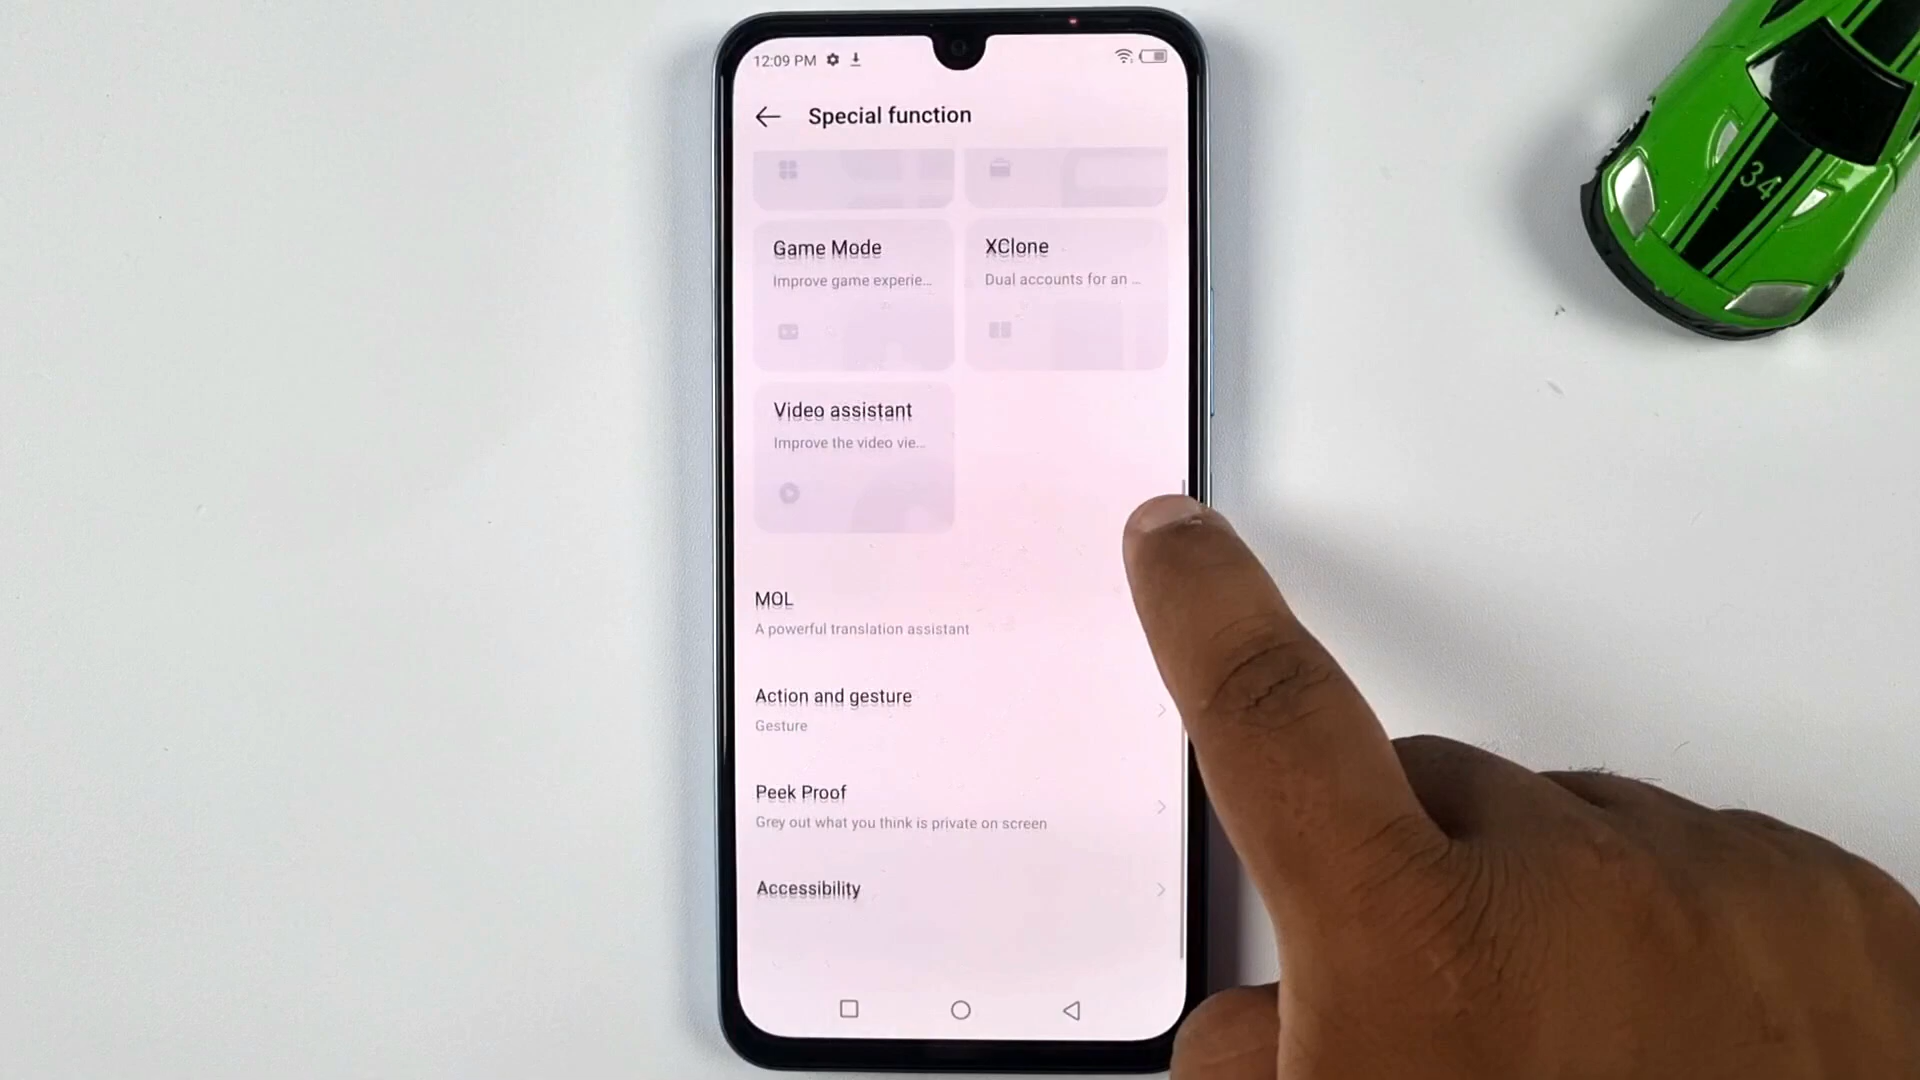 12:09 PM
Special function
Game Mode
Improve game experie...
XClone
Dual accounts for an ...
Video assistant
Improve the video vie...
MOL
A powerful translation assistant
Action and gesture
Gesture
Peek Proof
Grey out what you think is private on screen
Accessibility
34